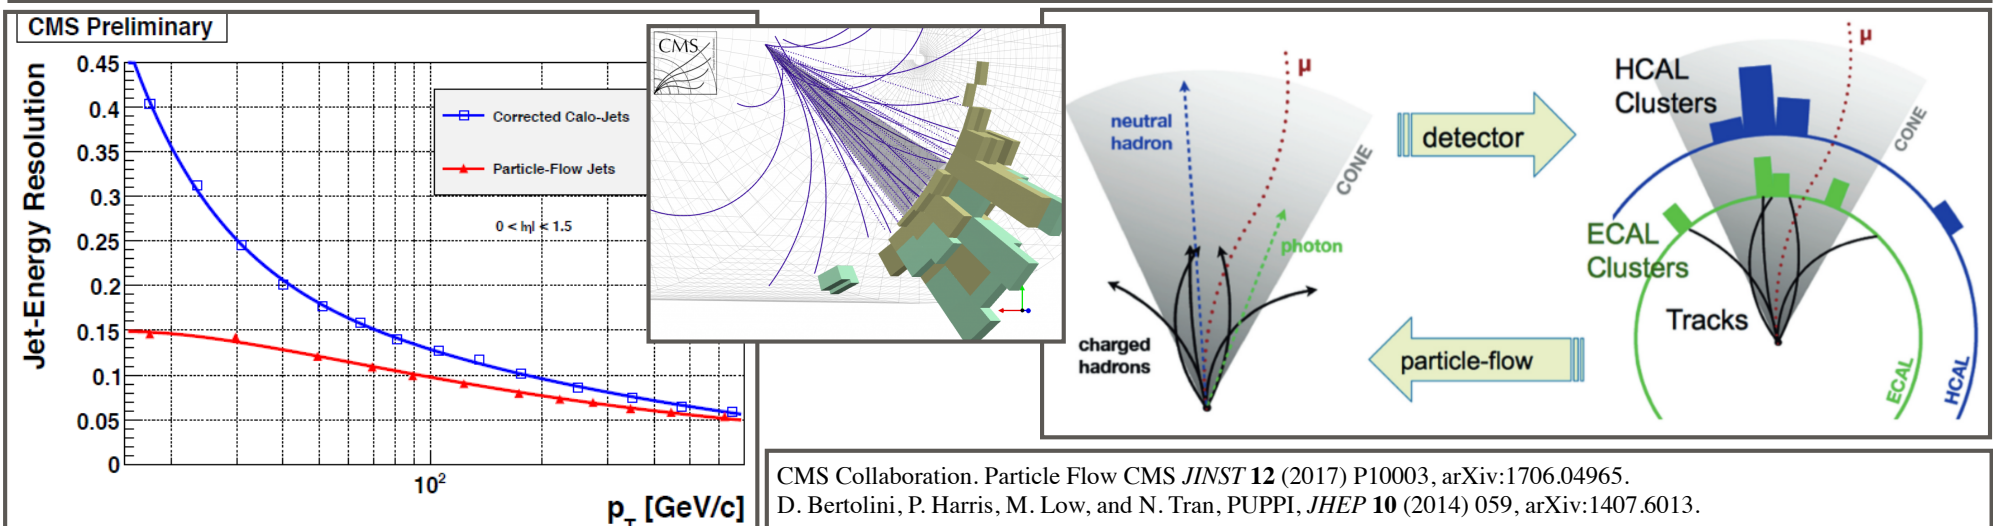 CMS Preliminary
Jet-Energy Resolution
0.45
0.4
0.35
0.3
0.25
0.2
0.15
0.1
0.05
0
Corrected Calo-Jets
Particle-Flow Jets
0 < |η| < 1.5
10²
p_T [GeV/c]
CMS
neutral
hadron
μ
CONE
photon
charged
hadrons
detector
particle-flow
HCAL
Clusters
μ
CONE
ECAL
Clusters
Tracks
ECAL
HCAL
CMS Collaboration. Particle Flow CMS JINST 12 (2017) P10003, arXiv:1706.04965.
D. Bertolini, P. Harris, M. Low, and N. Tran, PUPPI, JHEP 10 (2014) 059, arXiv:1407.6013.